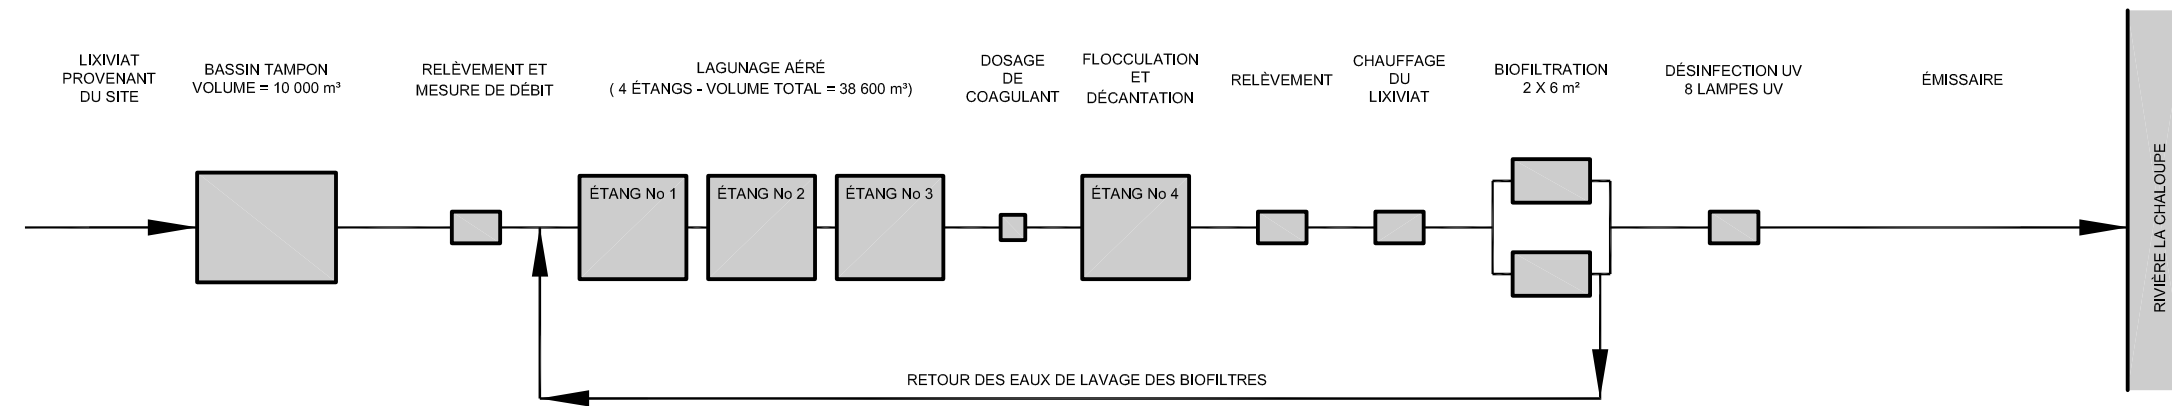 LIXIVIAT
PROVENANT
DU SITE
BASSIN TAMPON
VOLUME = 10 000 m³
RELÈVEMENT ET
MESURE DE DÉBIT
LAGUNAGE AÉRÉ
( 4 ÉTANGS - VOLUME TOTAL = 38 600 m³)
DOSAGE
DE
COAGULANT
FLOCCULATION
ET
DÉCANTATION
RELÈVEMENT
CHAUFFAGE
DU
LIXIVIAT
BIOFILTRATION
2 X 6 m²
DÉSINFECTION UV
8 LAMPES UV
ÉMISSAIRE
ÉTANG No 1
ÉTANG No 2
ÉTANG No 3
ÉTANG No 4
RIVIÈRE LA CHALOUPE
RETOUR DES EAUX DE LAVAGE DES BIOFILTRES